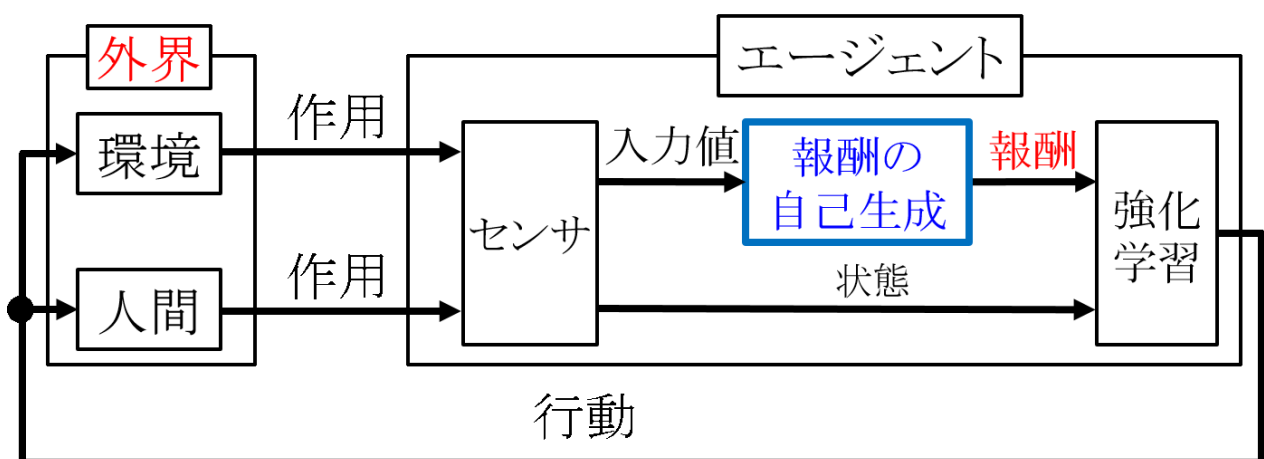 外界
エージェント
環境
作用
人間
作用
センサ
入力値
報酬の
自己生成
報酬
状態
強化
学習
行動